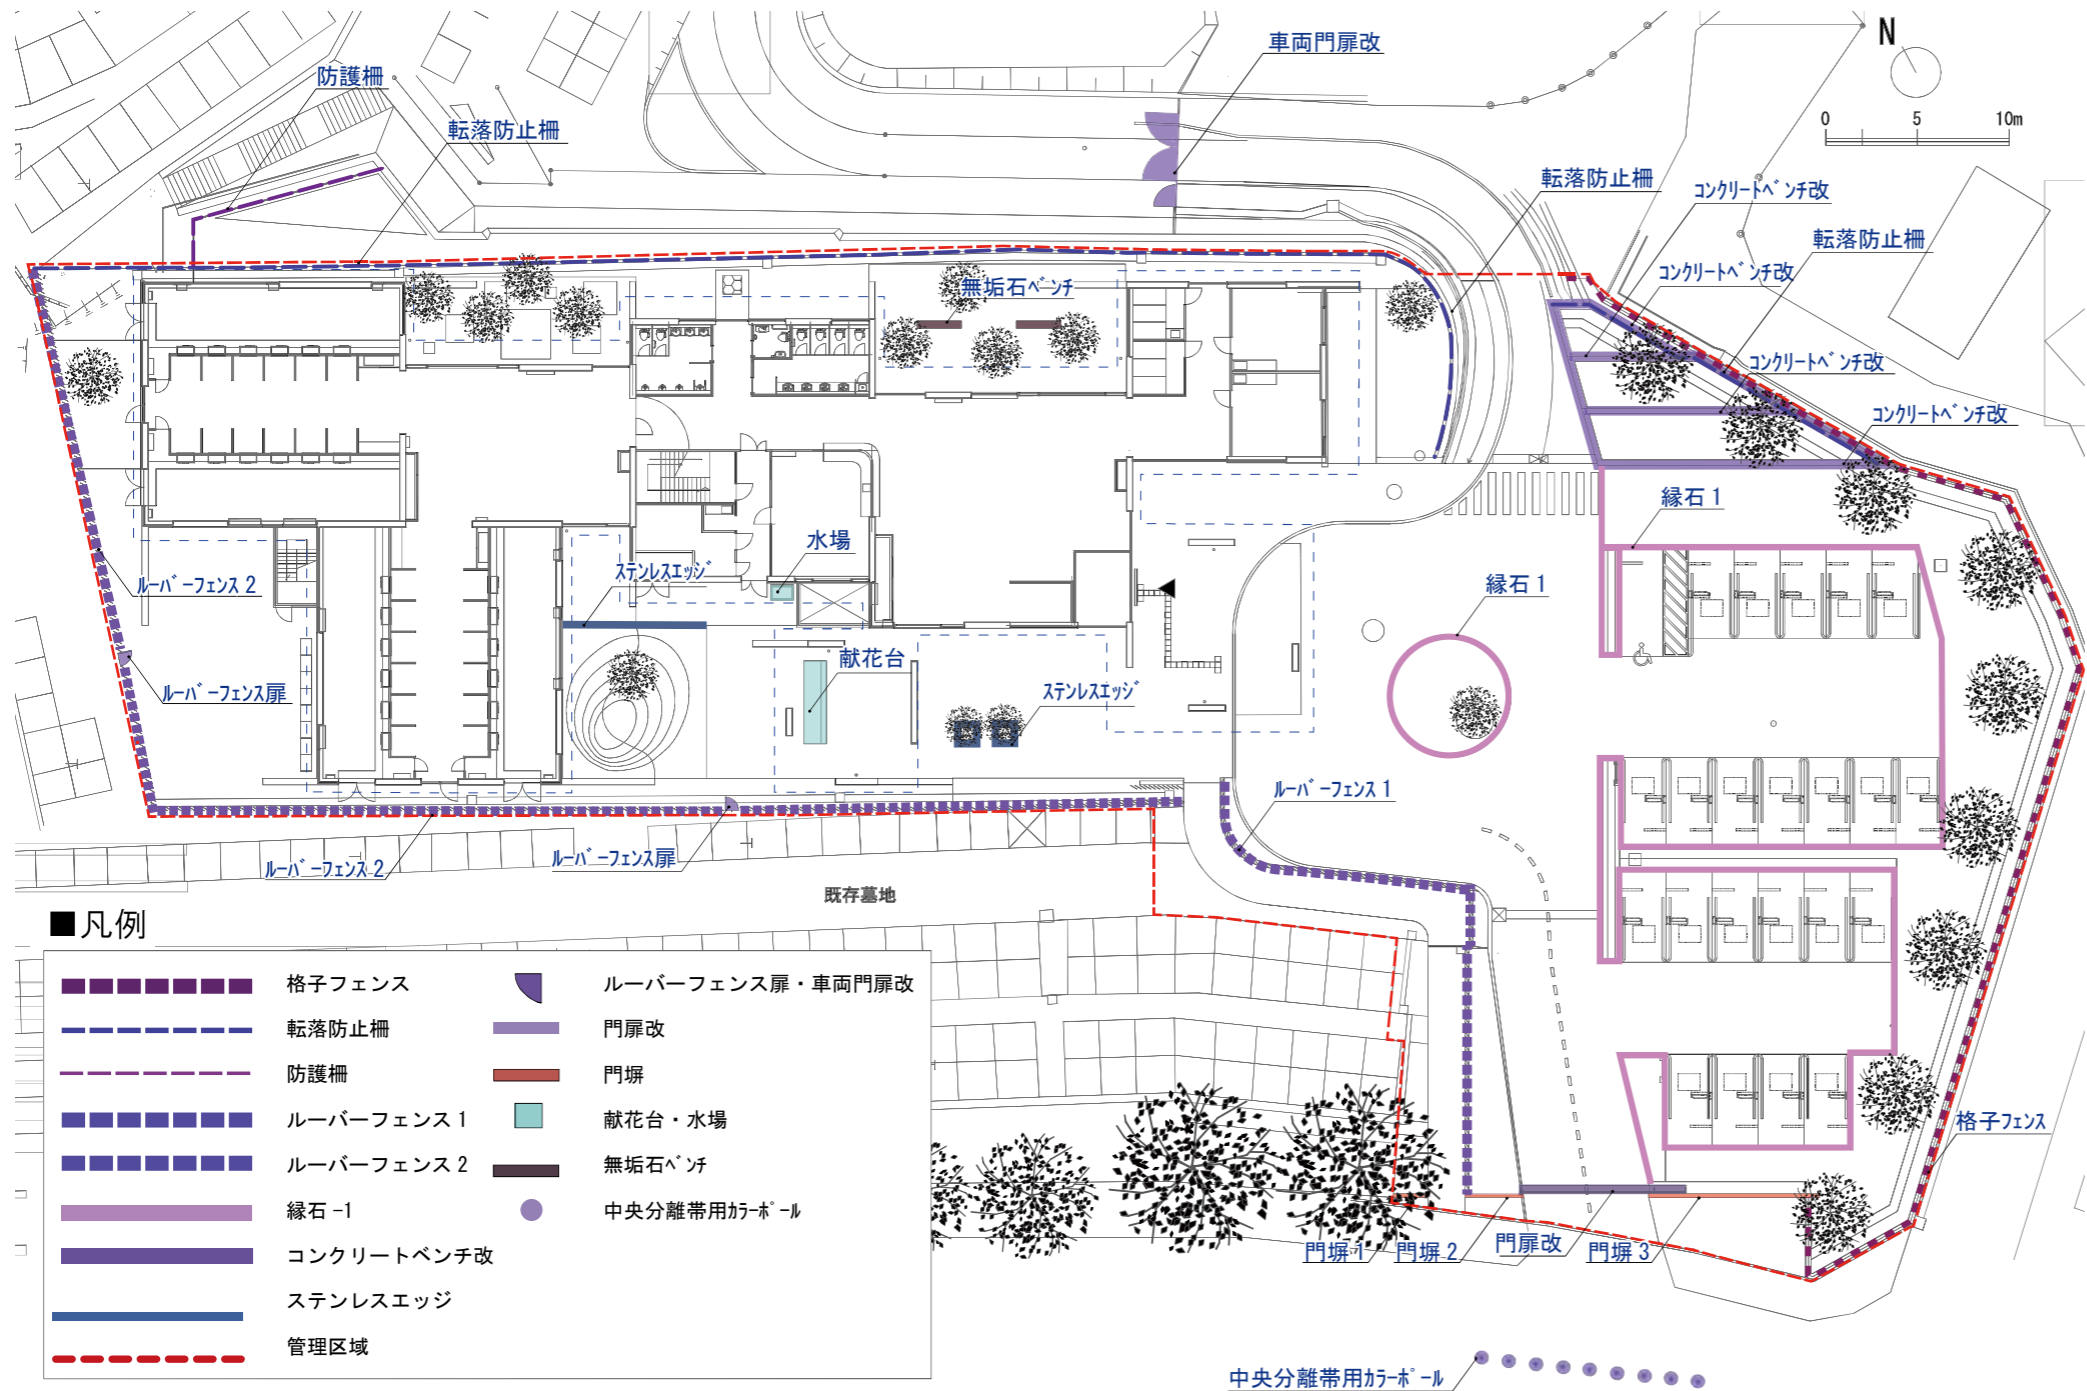 車両門扉改
N
防護柵
0 5 10m
転落防止柵
転落防止柵
コンクリートベンチ改
転落防止柵
コンクリートベンチ改
無垢石ベンチ
コンクリートベンチ改
コンクリートベンチ改
縁石 1
水場
ステンレスエッジ
ルーバーフェンス 2
縁石 1
献花台
ルーバーフェンス扉
ステンレスエッジ
ルーバーフェンス 1
ルーバーフェンス 2
ルーバーフェンス扉
既存墓地
■凡例
格子フェンス
ルーバーフェンス扉・車両門扉改
転落防止柵
門扉改
防護柵
門塀
ルーバーフェンス 1
献花台・水場
ルーバーフェンス 2
無垢石ベンチ
縁石 −1
中央分離帯用カラーポール
コンクリートベンチ改
ステンレスエッジ
管理区域
格子フェンス
門塀 1
門塀 2
門扉改
門塀 3
中央分離帯用カラーポール